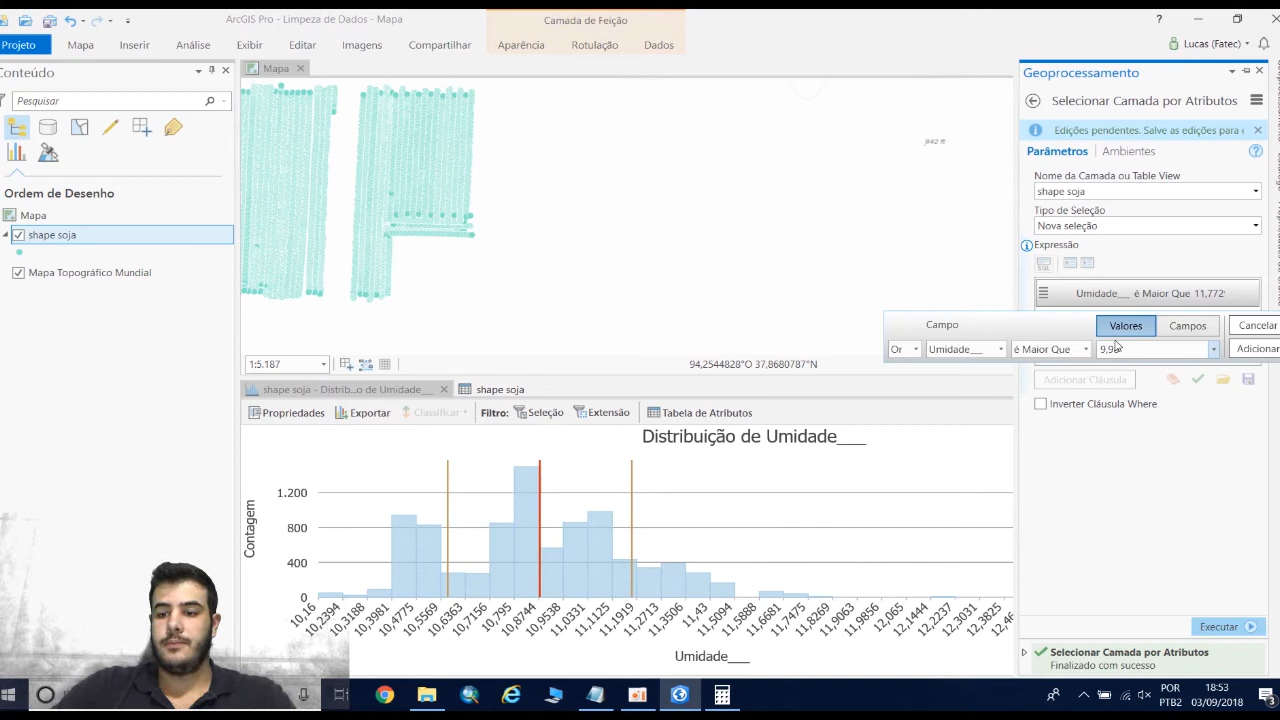 ArcGIS Pro - Limpeza de Dados - Mapa
Camada de Feição
?
Projeto
Mapa
Inserir
Análise
Exibir
Editar
Imagens
Compartilhar
Aparência
Rotulação
Dados
Lucas (Fatec)
Conteúdo
Pesquisar
Ordem de Desenho
Mapa
shape soja
Mapa Topográfico Mundial
Mapa
942 ft
1:5.187
94,2544828°O 37,8680787°N
shape soja - Distrib...o de Umidade___
shape soja
Propriedades
Exportar
Classificar
Filtro:
Seleção
Extensão
Tabela de Atributos
Distribuição de Umidade___
Contagem
1.200
800
400
0
10,16
10,2394
10,3188
10,3981
10,4775
10,5569
10,6363
10,7156
10,795
10,8744
10,9538
11,0331
11,1125
11,1919
11,2713
11,3506
11,43
11,5094
11,5888
11,6681
11,7475
11,8269
11,9063
11,9856
12,065
12,1444
12,2237
12,3031
12,3825
Umidade___
Geoprocessamento
Selecionar Camada por Atributos
Edições pendentes. Salve as edições para
Parâmetros
Ambientes
Nome da Camada ou Table View
shape soja
Tipo de Seleção
Nova seleção
Expressão
SQL
Umidade___ é Maior Que 11,772
Campo
Valores
Campos
Cancelar
Or
Umidade___
é Maior Que
Adicionar
Adicionar Cláusula
Inverter Cláusula Where
Executar
Selecionar Camada por Atributos
Finalizado com sucesso
POR
PTB2
18:53
03/09/2018
3